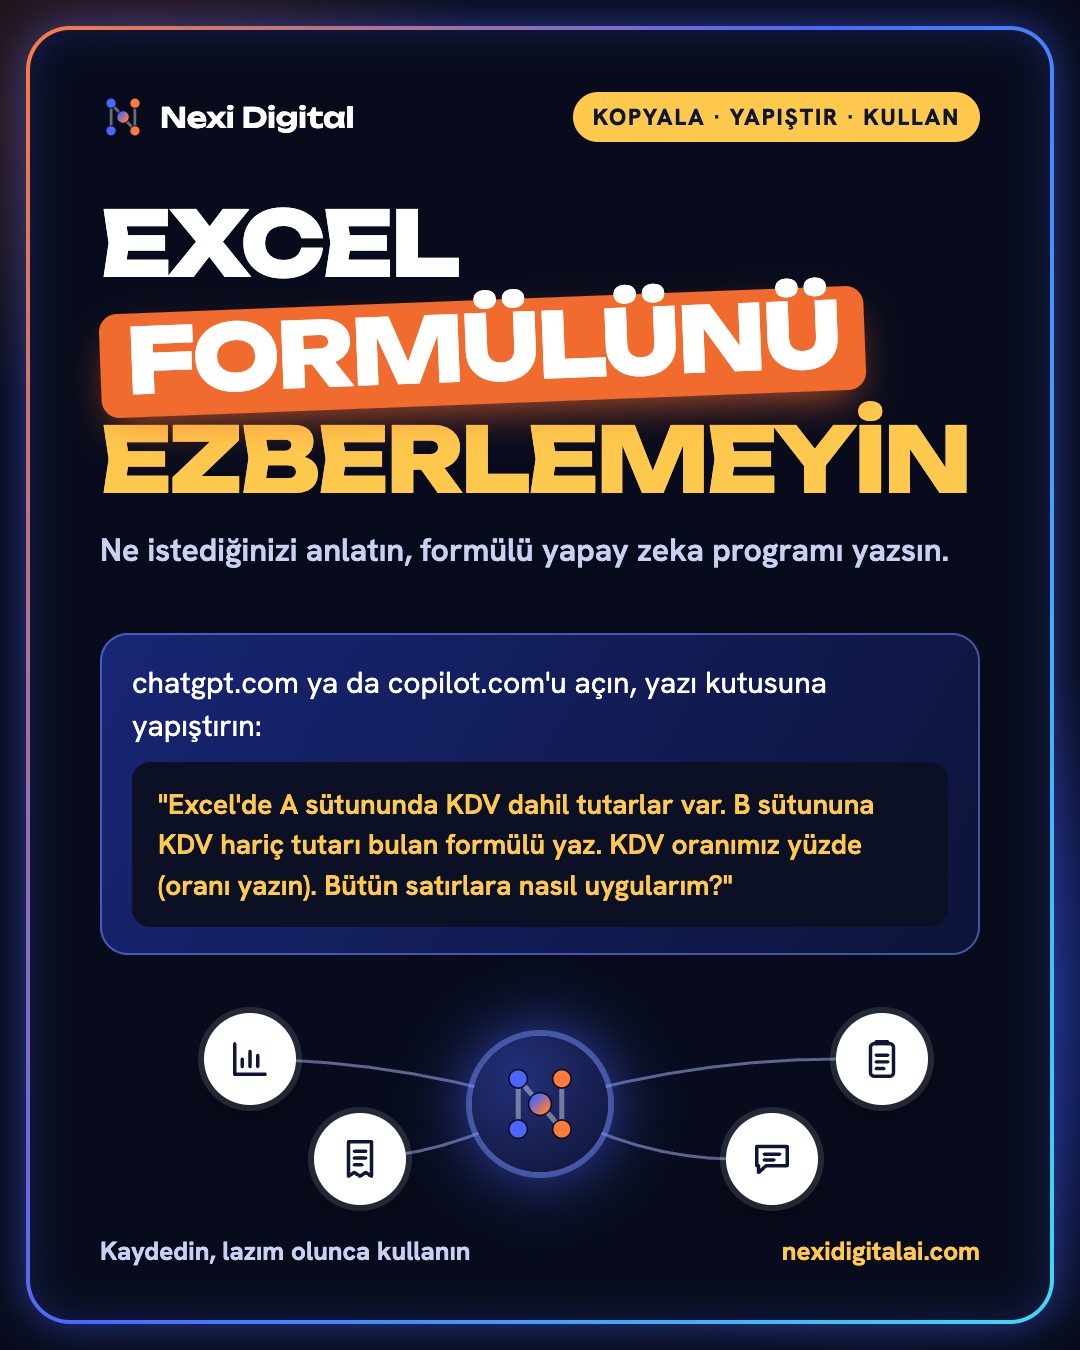 Nexi Digital
KOPYALA · YAPIŞTIR · KULLAN
EXCEL
FORMÜLÜNÜ
EZBERLEMEYİN
Ne istediğinizi anlatın, formülü yapay zeka programı yazsın.
chatgpt.com ya da copilot.com'u açın, yazı kutusuna
yapıştırın:
"Excel'de A sütununda KDV dahil tutarlar var. B sütununa
KDV hariç tutarı bulan formülü yaz. KDV oranımız yüzde
(oranı yazın). Bütün satırlara nasıl uygularım?"
Kaydedin, lazım olunca kullanın
nexidigitalai.com